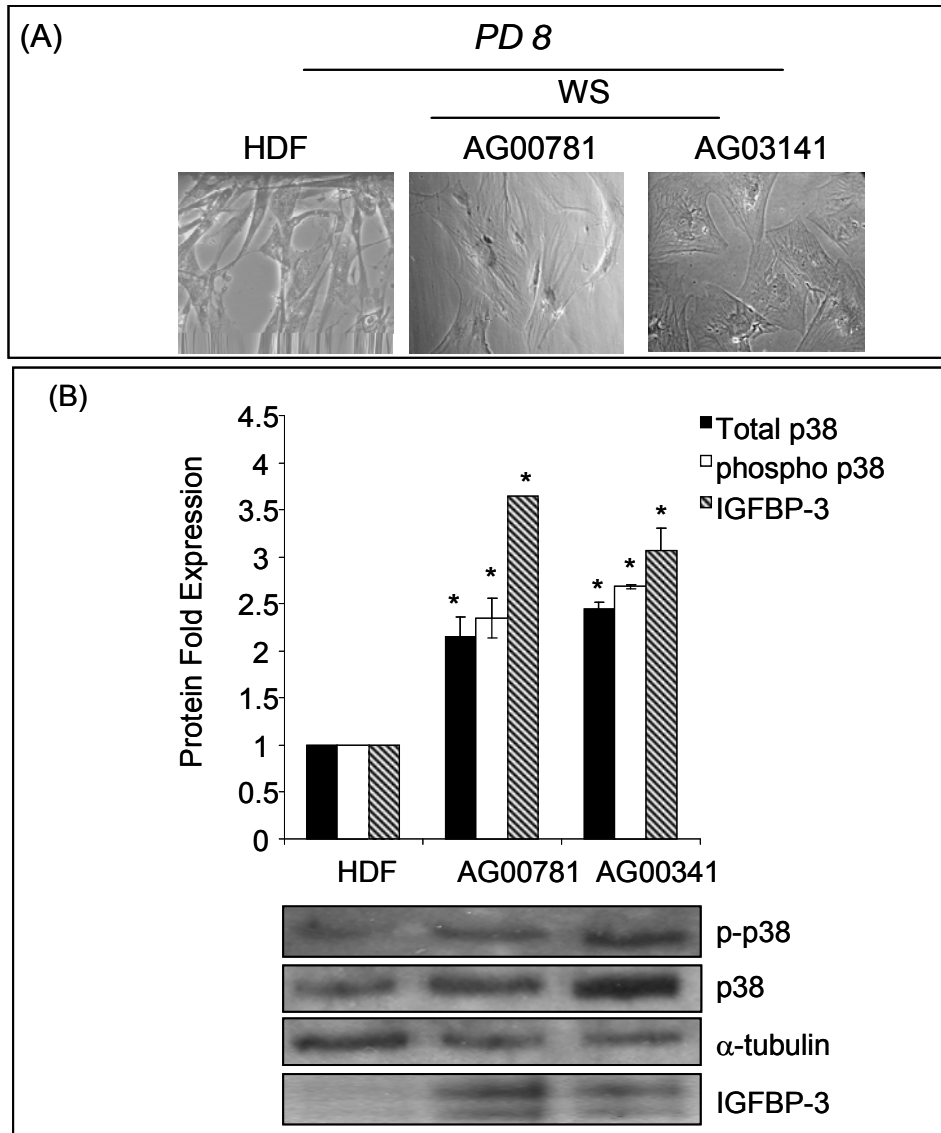 (A)
PD 8
WS
HDF AG00781 AG03141
(B)
Protein Fold Expression
4.5
4
3.5
3
2.5
2
1.5
1
0.5
0
*
* *
* * *
Total p38
phospho p38
IGFBP-3
HDF AG00781 AG00341
p-p38
p38
α-tubulin
IGFBP-3